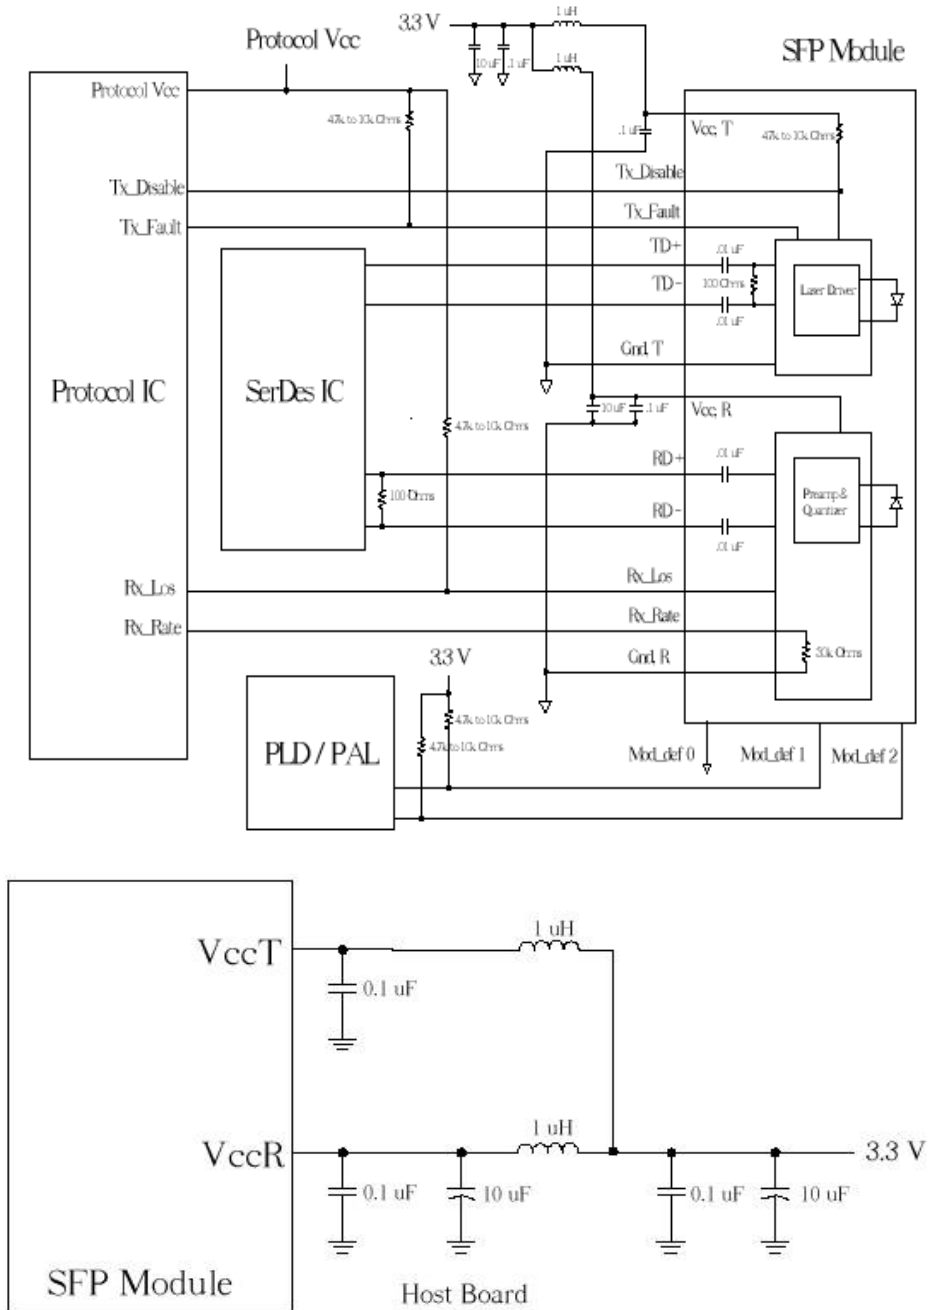 3.3 V
1 uH
Protocol Vcc
SFP Module
10 uF
.1 uF
1 uH
Protocol Vcc
4.7k to 10k Ohms
.1 uF
Vcc, T
4.7k to 10k Ohms
Tx_Disable
Tx_Disable
Tx_Fault
Tx_Fault
TD+
.01 uF
TD-
100 Ohms
Laser Driver
.01 uF
Gnd, T
Protocol IC
SerDes IC
10 uF
.1 uF
Vcc, R
4.7k to 10k Ohms
RD+
.01 uF
100 Ohms
Preamp &
Quantizer
RD-
.01 uF
Rx_Los
Rx_Los
Rx_Rate
Rx_Rate
3.3 V
Gnd, R
30k Ohms
4.7k to 10k Ohms
4.7k to 10k Ohms
PLD / PAL
Mod_def 0
Mod_def 1
Mod_def 2
1 uH
VccT
0.1 uF
1 uH
VccR
3.3 V
0.1 uF
10 uF
0.1 uF
10 uF
SFP Module
Host Board